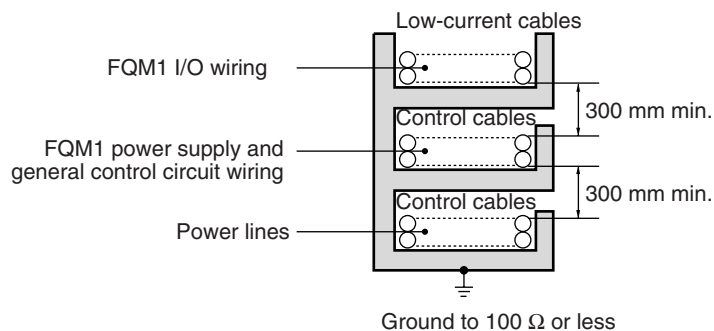 Low-current cables
FQM1 I/O wiring
300 mm min.
Control cables
FQM1 power supply and
general control circuit wiring
300 mm min.
Control cables
Power lines
Ground to 100 Ω or less